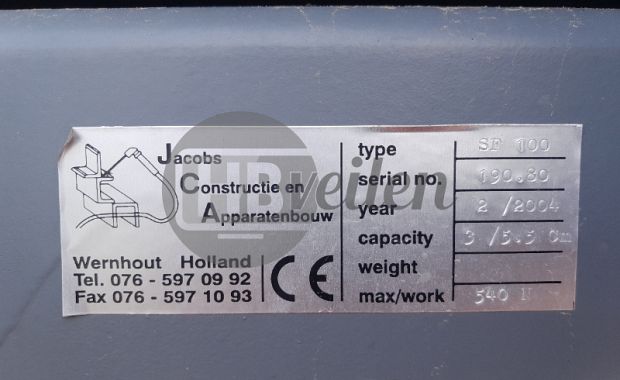 Jacobs
Constructie en
Apparatenbouw
Wernhout Holland
Tel. 076 - 597 09 92
Fax 076 - 597 10 93
CE
type SF 100
serial no. 190.80
year 2 /2004
capacity 3 /5.5 Cm
weight
max/work 540 N
HBveilen